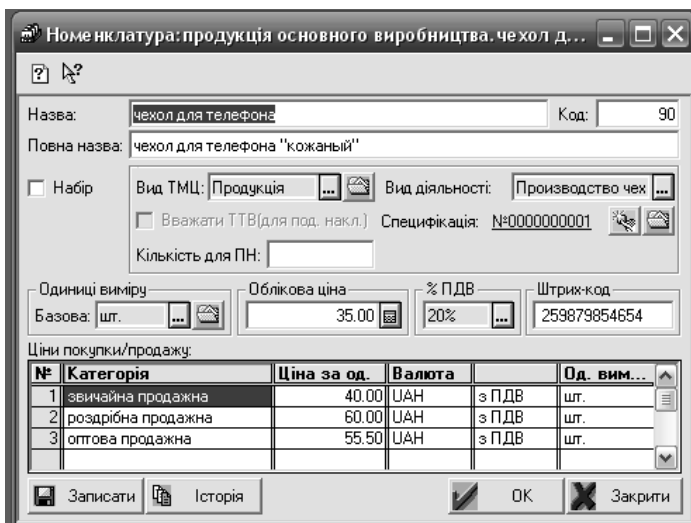 Номенклатура:продукція основного виробництва.чехол д...
Назва: чехол для телефона Код: 90
Повна назва: чехол для телефона "кожаный"
Набір Вид ТМЦ: Продукція ... Вид діяльності: Производство чех ...
Вважати ТТВ(для под. накл.) Специфікація: №0000000001
Кількість для ПН:
Одиниці виміру Облікова ціна % ПДВ Штрих-код
Базова: шт. ... 35.00 20% ... 259879854654
Ціни покупки/продажу:
№ Категорія Ціна за од. Валюта Од. вим...
1 звичайна продажна 40.00 UAH з ПДВ шт.
2 роздрібна продажна 60.00 UAH з ПДВ шт.
3 оптова продажна 55.50 UAH з ПДВ шт.
Записати Історія OK Закрити